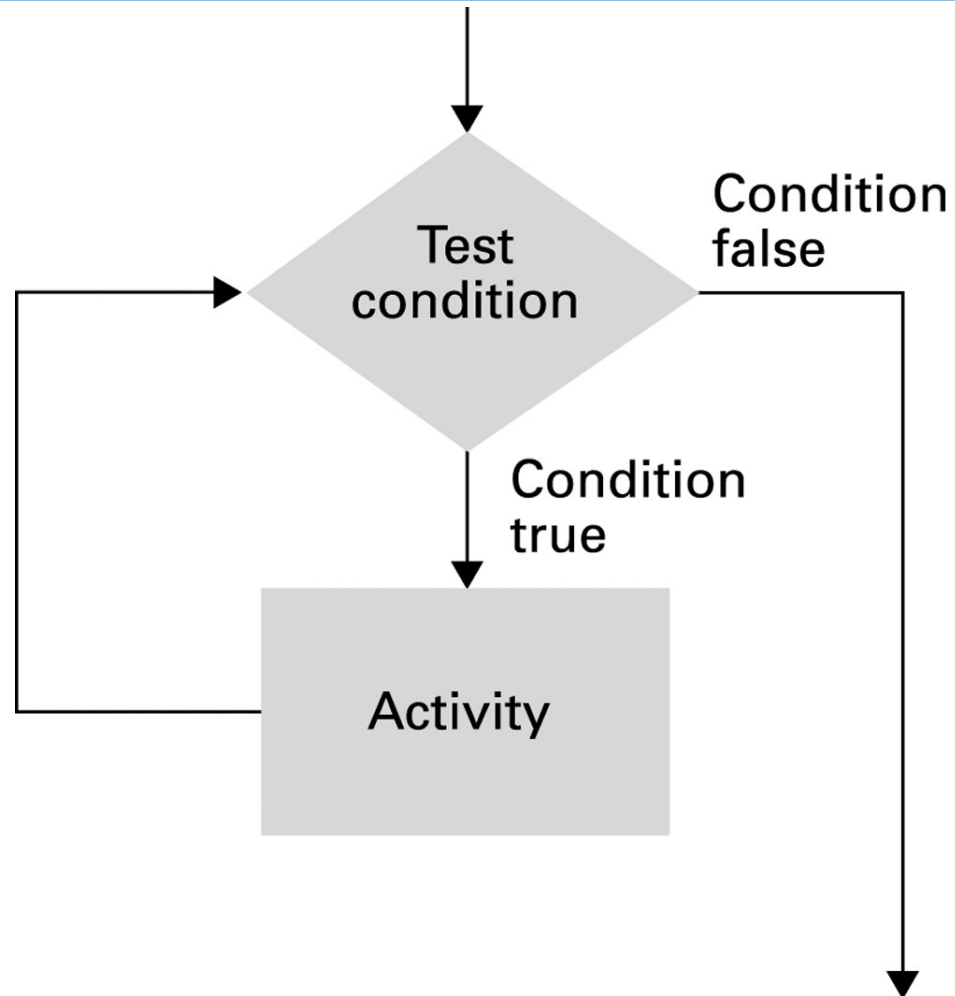 Test
condition
Condition
false
Condition
true
Activity